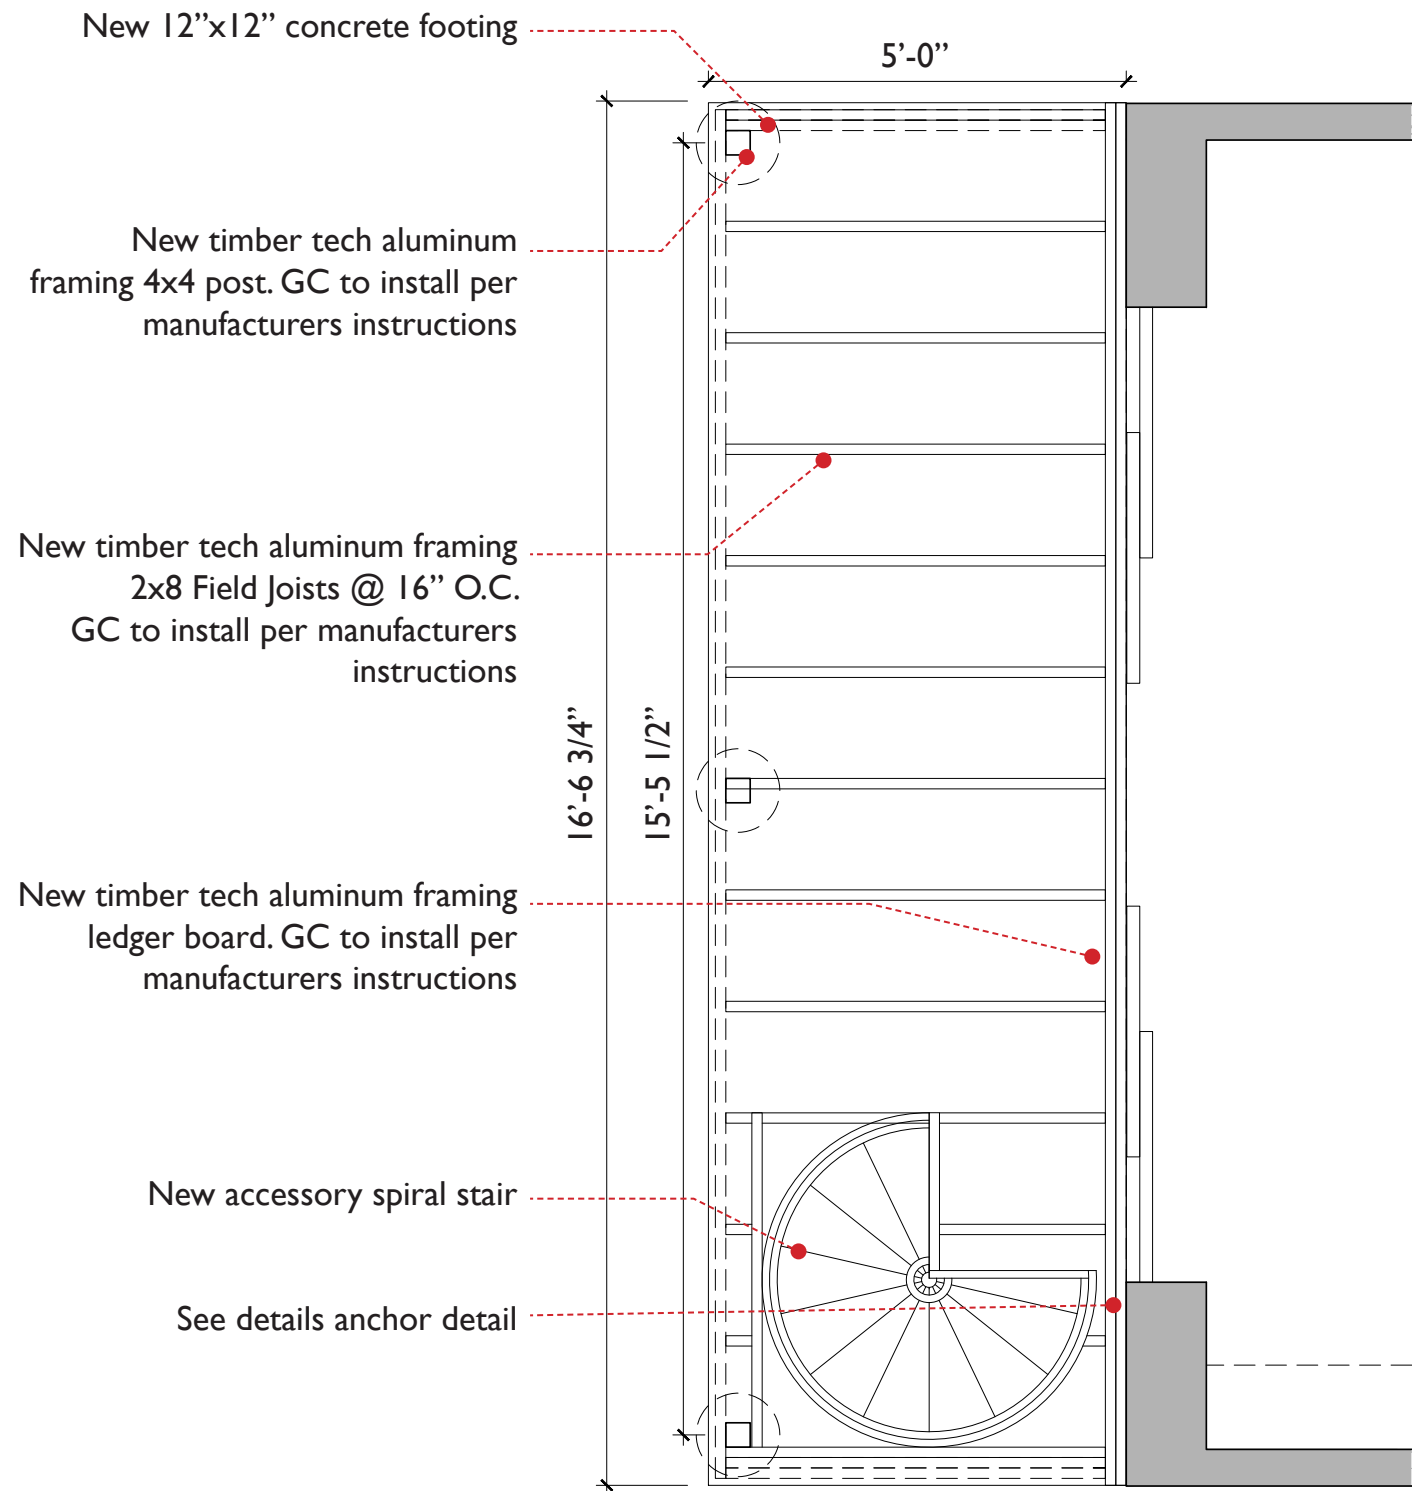 New 12”x12” concrete footing
5’-0”
New timber tech aluminum
framing 4x4 post. GC to install per
manufacturers instructions
New timber tech aluminum framing
2x8 Field Joists @ 16” O.C.
GC to install per manufacturers
instructions
16’-6 3/4”
15’-5 1/2”
New timber tech aluminum framing
ledger board. GC to install per
manufacturers instructions
New accessory spiral stair
See details anchor detail